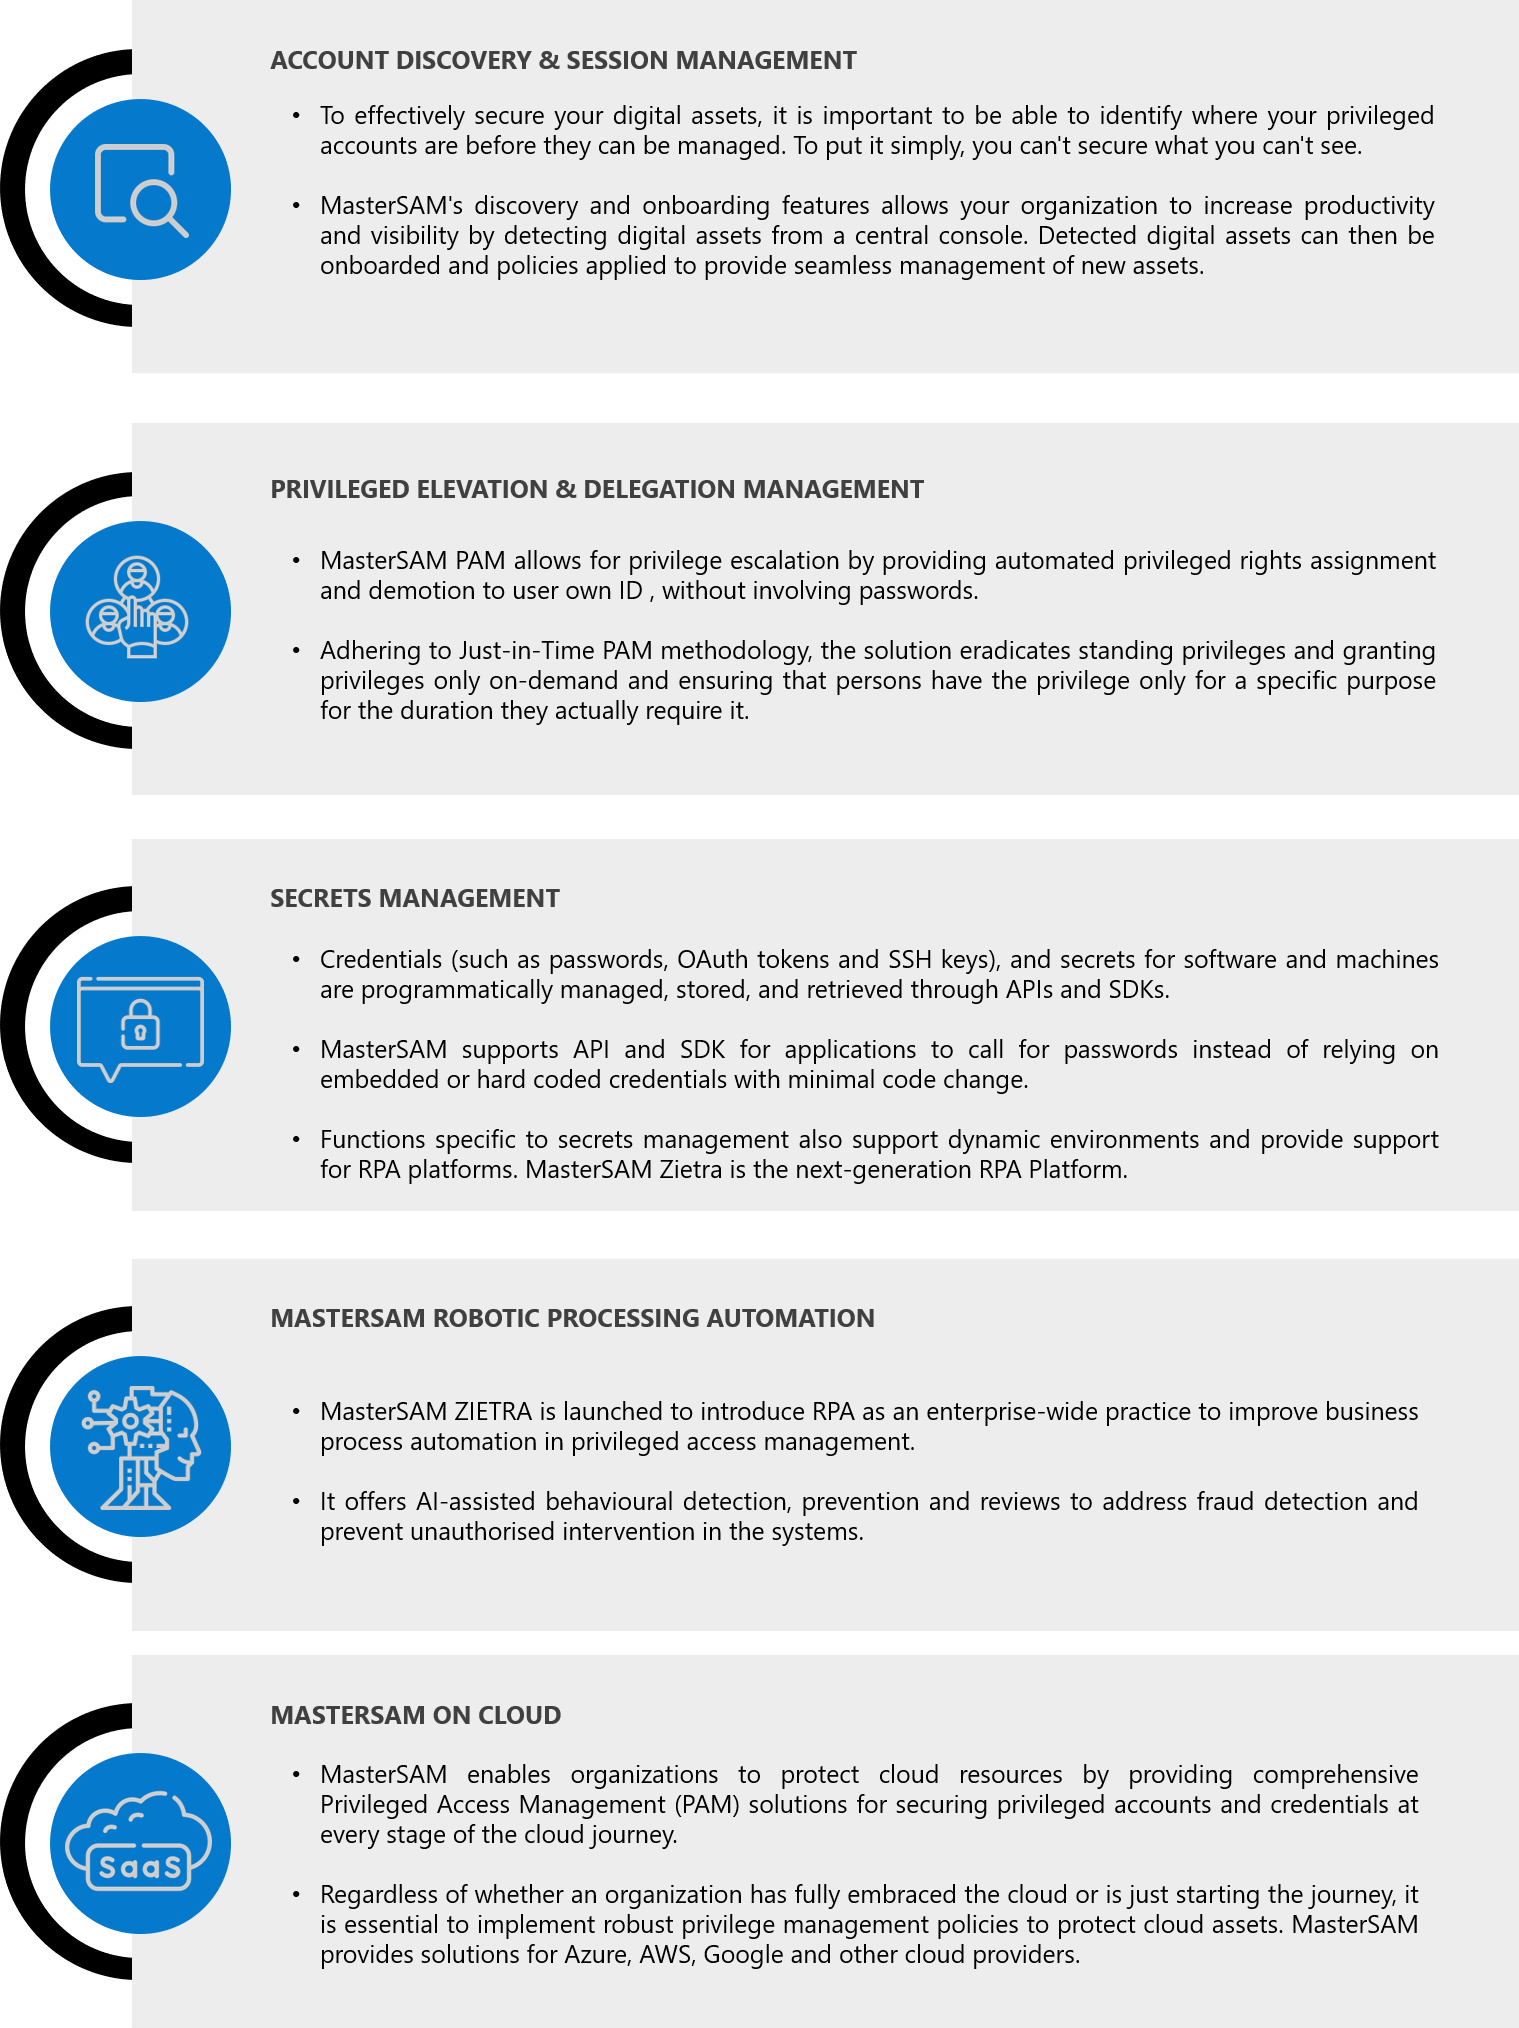 ACCOUNT DISCOVERY & SESSION MANAGEMENT
• To effectively secure your digital assets, it is important to be able to identify where your privileged
accounts are before they can be managed. To put it simply, you can't secure what you can't see.
• MasterSAM's discovery and onboarding features allows your organization to increase productivity
and visibility by detecting digital assets from a central console. Detected digital assets can then be
onboarded and policies applied to provide seamless management of new assets.
PRIVILEGED ELEVATION & DELEGATION MANAGEMENT
• MasterSAM PAM allows for privilege escalation by providing automated privileged rights assignment
and demotion to user own ID , without involving passwords.
• Adhering to Just-in-Time PAM methodology, the solution eradicates standing privileges and granting
privileges only on-demand and ensuring that persons have the privilege only for a specific purpose
for the duration they actually require it.
SECRETS MANAGEMENT
• Credentials (such as passwords, OAuth tokens and SSH keys), and secrets for software and machines
are programmatically managed, stored, and retrieved through APIs and SDKs.
• MasterSAM supports API and SDK for applications to call for passwords instead of relying on
embedded or hard coded credentials with minimal code change.
• Functions specific to secrets management also support dynamic environments and provide support
for RPA platforms. MasterSAM Zietra is the next-generation RPA Platform.
MASTERSAM ROBOTIC PROCESSING AUTOMATION
• MasterSAM ZIETRA is launched to introduce RPA as an enterprise-wide practice to improve business
process automation in privileged access management.
• It offers AI-assisted behavioural detection, prevention and reviews to address fraud detection and
prevent unauthorised intervention in the systems.
MASTERSAM ON CLOUD
• MasterSAM enables organizations to protect cloud resources by providing comprehensive
Privileged Access Management (PAM) solutions for securing privileged accounts and credentials at
every stage of the cloud journey.
SaaS
• Regardless of whether an organization has fully embraced the cloud or is just starting the journey, it
is essential to implement robust privilege management policies to protect cloud assets. MasterSAM
provides solutions for Azure, AWS, Google and other cloud providers.